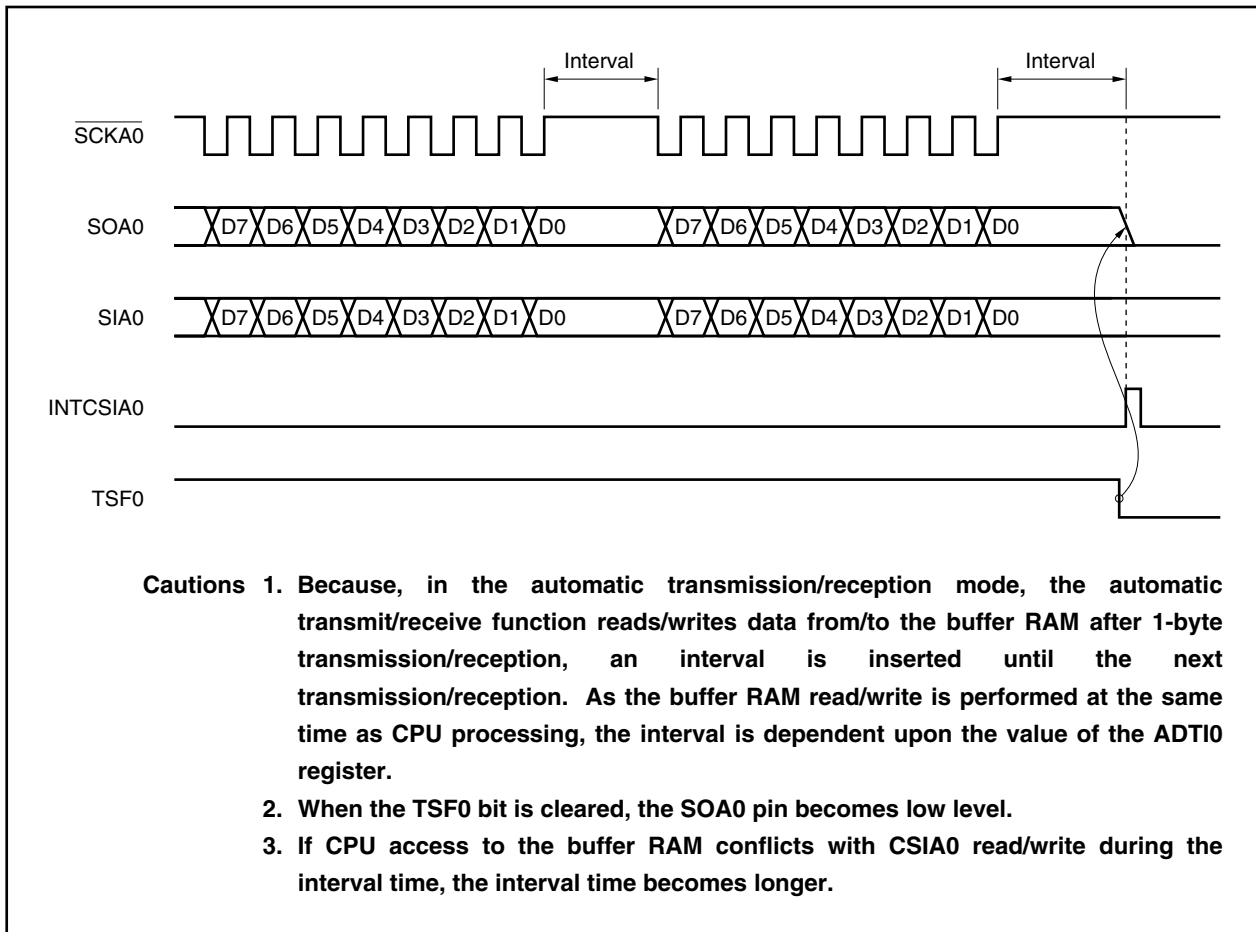 Interval Interval
SCKA0
SOA0 D7 D6 D5 D4 D3 D2 D1 D0 D7 D6 D5 D4 D3 D2 D1 D0
SIA0 D7 D6 D5 D4 D3 D2 D1 D0 D7 D6 D5 D4 D3 D2 D1 D0
INTCSIA0
TSF0
Cautions 1. Because, in the automatic transmission/reception mode, the automatic
transmit/receive function reads/writes data from/to the buffer RAM after 1-byte
transmission/reception, an interval is inserted until the next
transmission/reception. As the buffer RAM read/write is performed at the same
time as CPU processing, the interval is dependent upon the value of the ADTI0
register.
2. When the TSF0 bit is cleared, the SOA0 pin becomes low level.
3. If CPU access to the buffer RAM conflicts with CSIA0 read/write during the
interval time, the interval time becomes longer.